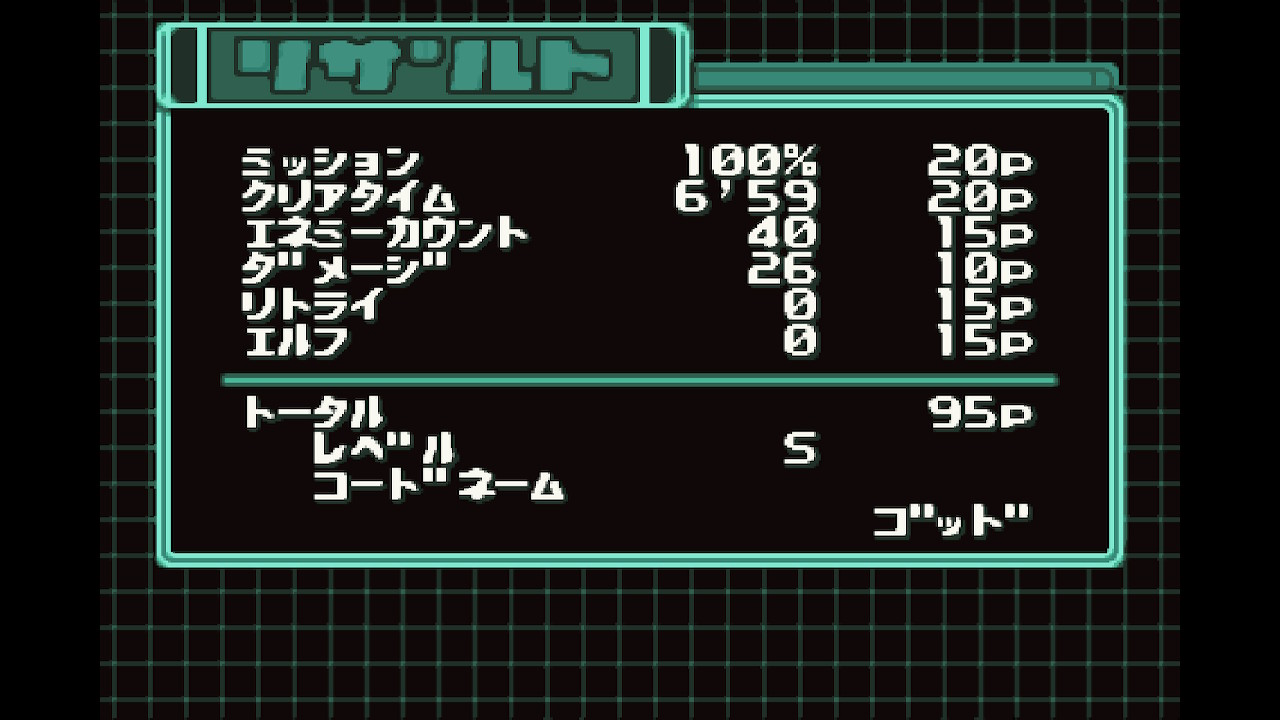 リザルト
ミッション 100% 20p
クリアタイム 6'59 20p
エネミーカウント 40 15p
ダメージ 26 10p
リトライ 0 15p
エルフ 0 15p
トータル 95p
レベル S
コードネーム
ゴッド